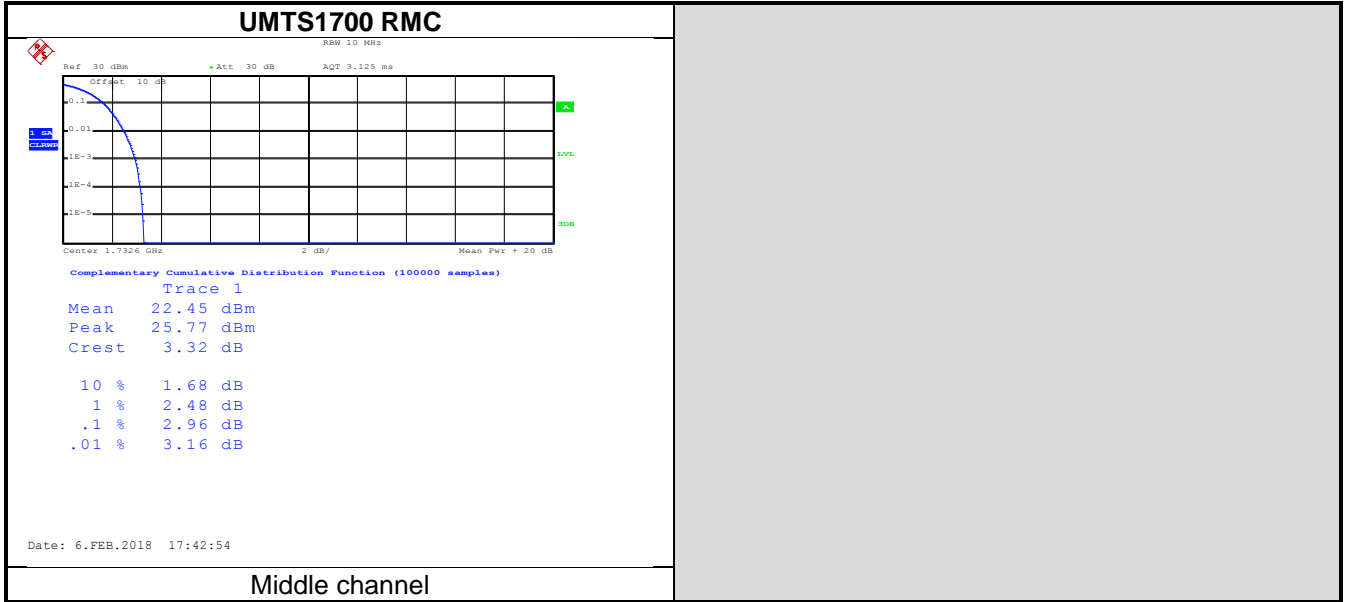 UMTS1700 RMC
R S
RBW 10 MHz
Ref 30 dBm *Att 30 dB AQT 3.125 ms
Offset 10 dB
0.1
A
0.01
1 SA
CLRWR
1E-3
LVL
1E-4
1E-5
3DB
Center 1.7326 GHz 2 dB/ Mean Pwr + 20 dB
Complementary Cumulative Distribution Function (100000 samples)
Trace 1
Mean 22.45 dBm
Peak 25.77 dBm
Crest 3.32 dB
10 % 1.68 dB
1 % 2.48 dB
.1 % 2.96 dB
.01 % 3.16 dB
Date: 6.FEB.2018 17:42:54
Middle channel